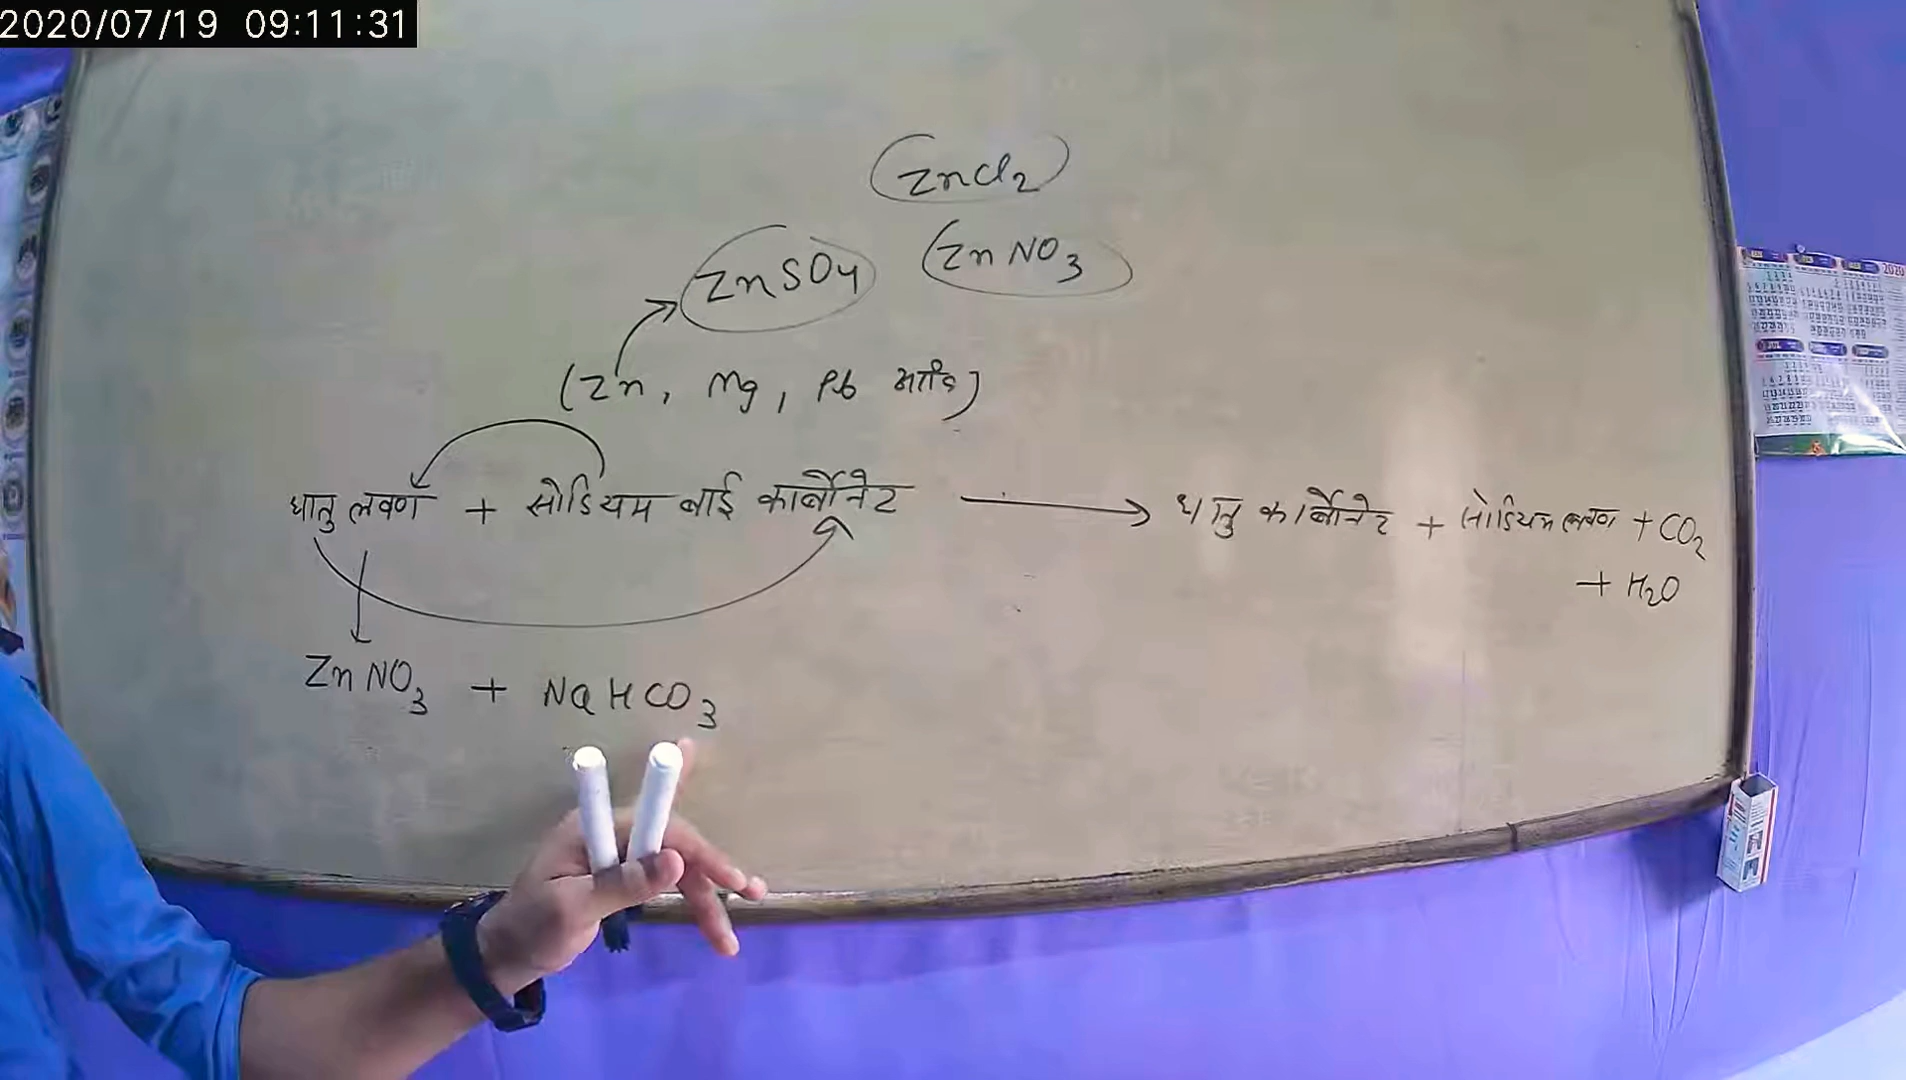 2020/07/19 09:11:31
ZnCl2
ZnSO4 ZnNO3
(Zn, Mg, Pb आदि)
धातु लवण + सोडियम बाई कार्बोनेट → धातु कार्बोनेट + सोडियम लवण + CO2
+ H2O
ZnNO3 + NaHCO3
2020